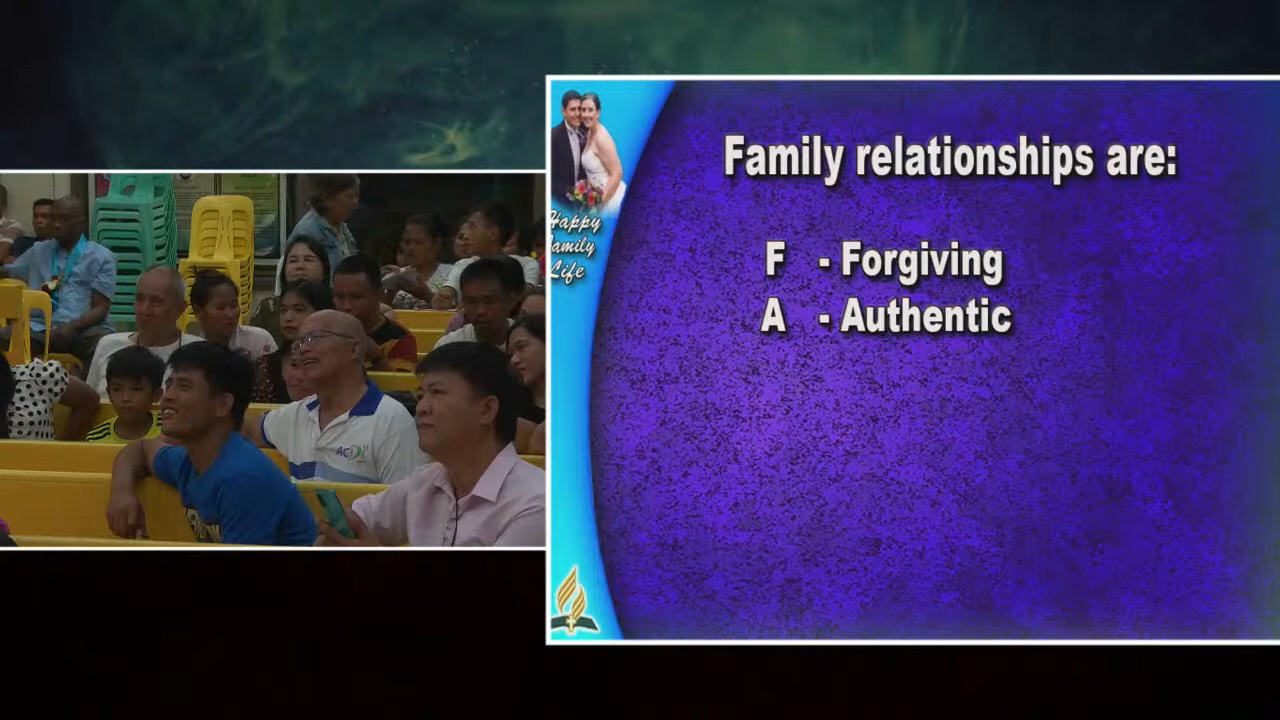 Family relationships are:
F - Forgiving
A - Authentic
Happy
Family
Life
ACDI